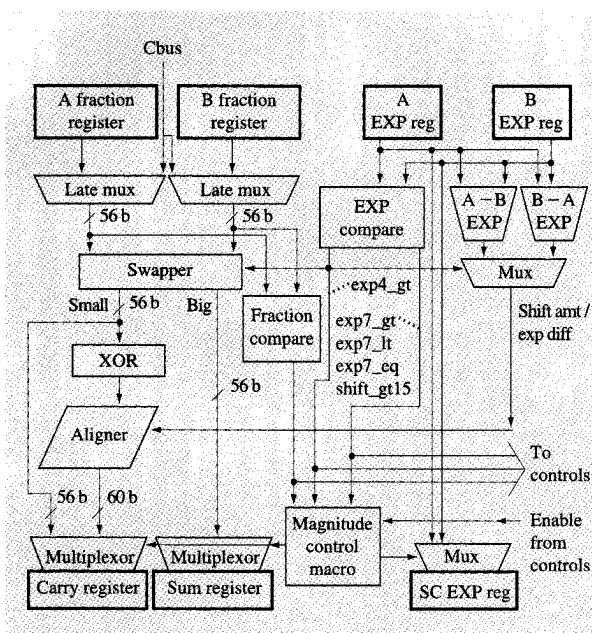 Cbus
A fraction
register
B fraction
register
A
EXP reg
B
EXP reg
Late mux
Late mux
56 b
56 b
EXP
compare
A – B
EXP
B – A
EXP
Swapper
Mux
Small
56 b
Big
Fraction
compare
exp4_gt
exp7_gt
exp7_lt
exp7_eq
shift_gt15
Shift amt /
exp diff
XOR
56 b
Aligner
To
controls
56 b
60 b
Multiplexor
Multiplexor
Magnitude
control
macro
Enable
from
controls
Mux
Carry register
Sum register
SC EXP reg